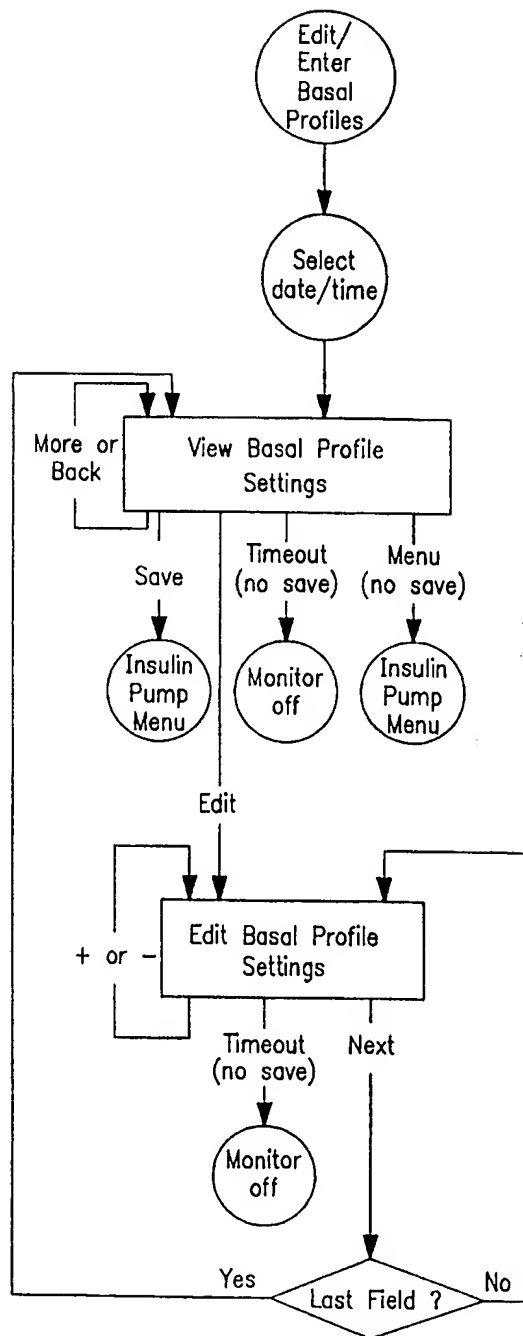 Edit/
Enter
Basal
Profiles
Select
date/time
More or
Back
View Basal Profile
Settings
Save
Timeout
(no save)
Menu
(no save)
Insulin
Pump
Menu
Monitor
off
Insulin
Pump
Menu
Edit
+ or -
Edit Basal Profile
Settings
Timeout
(no save)
Next
Monitor
off
Yes
Last Field ?
No